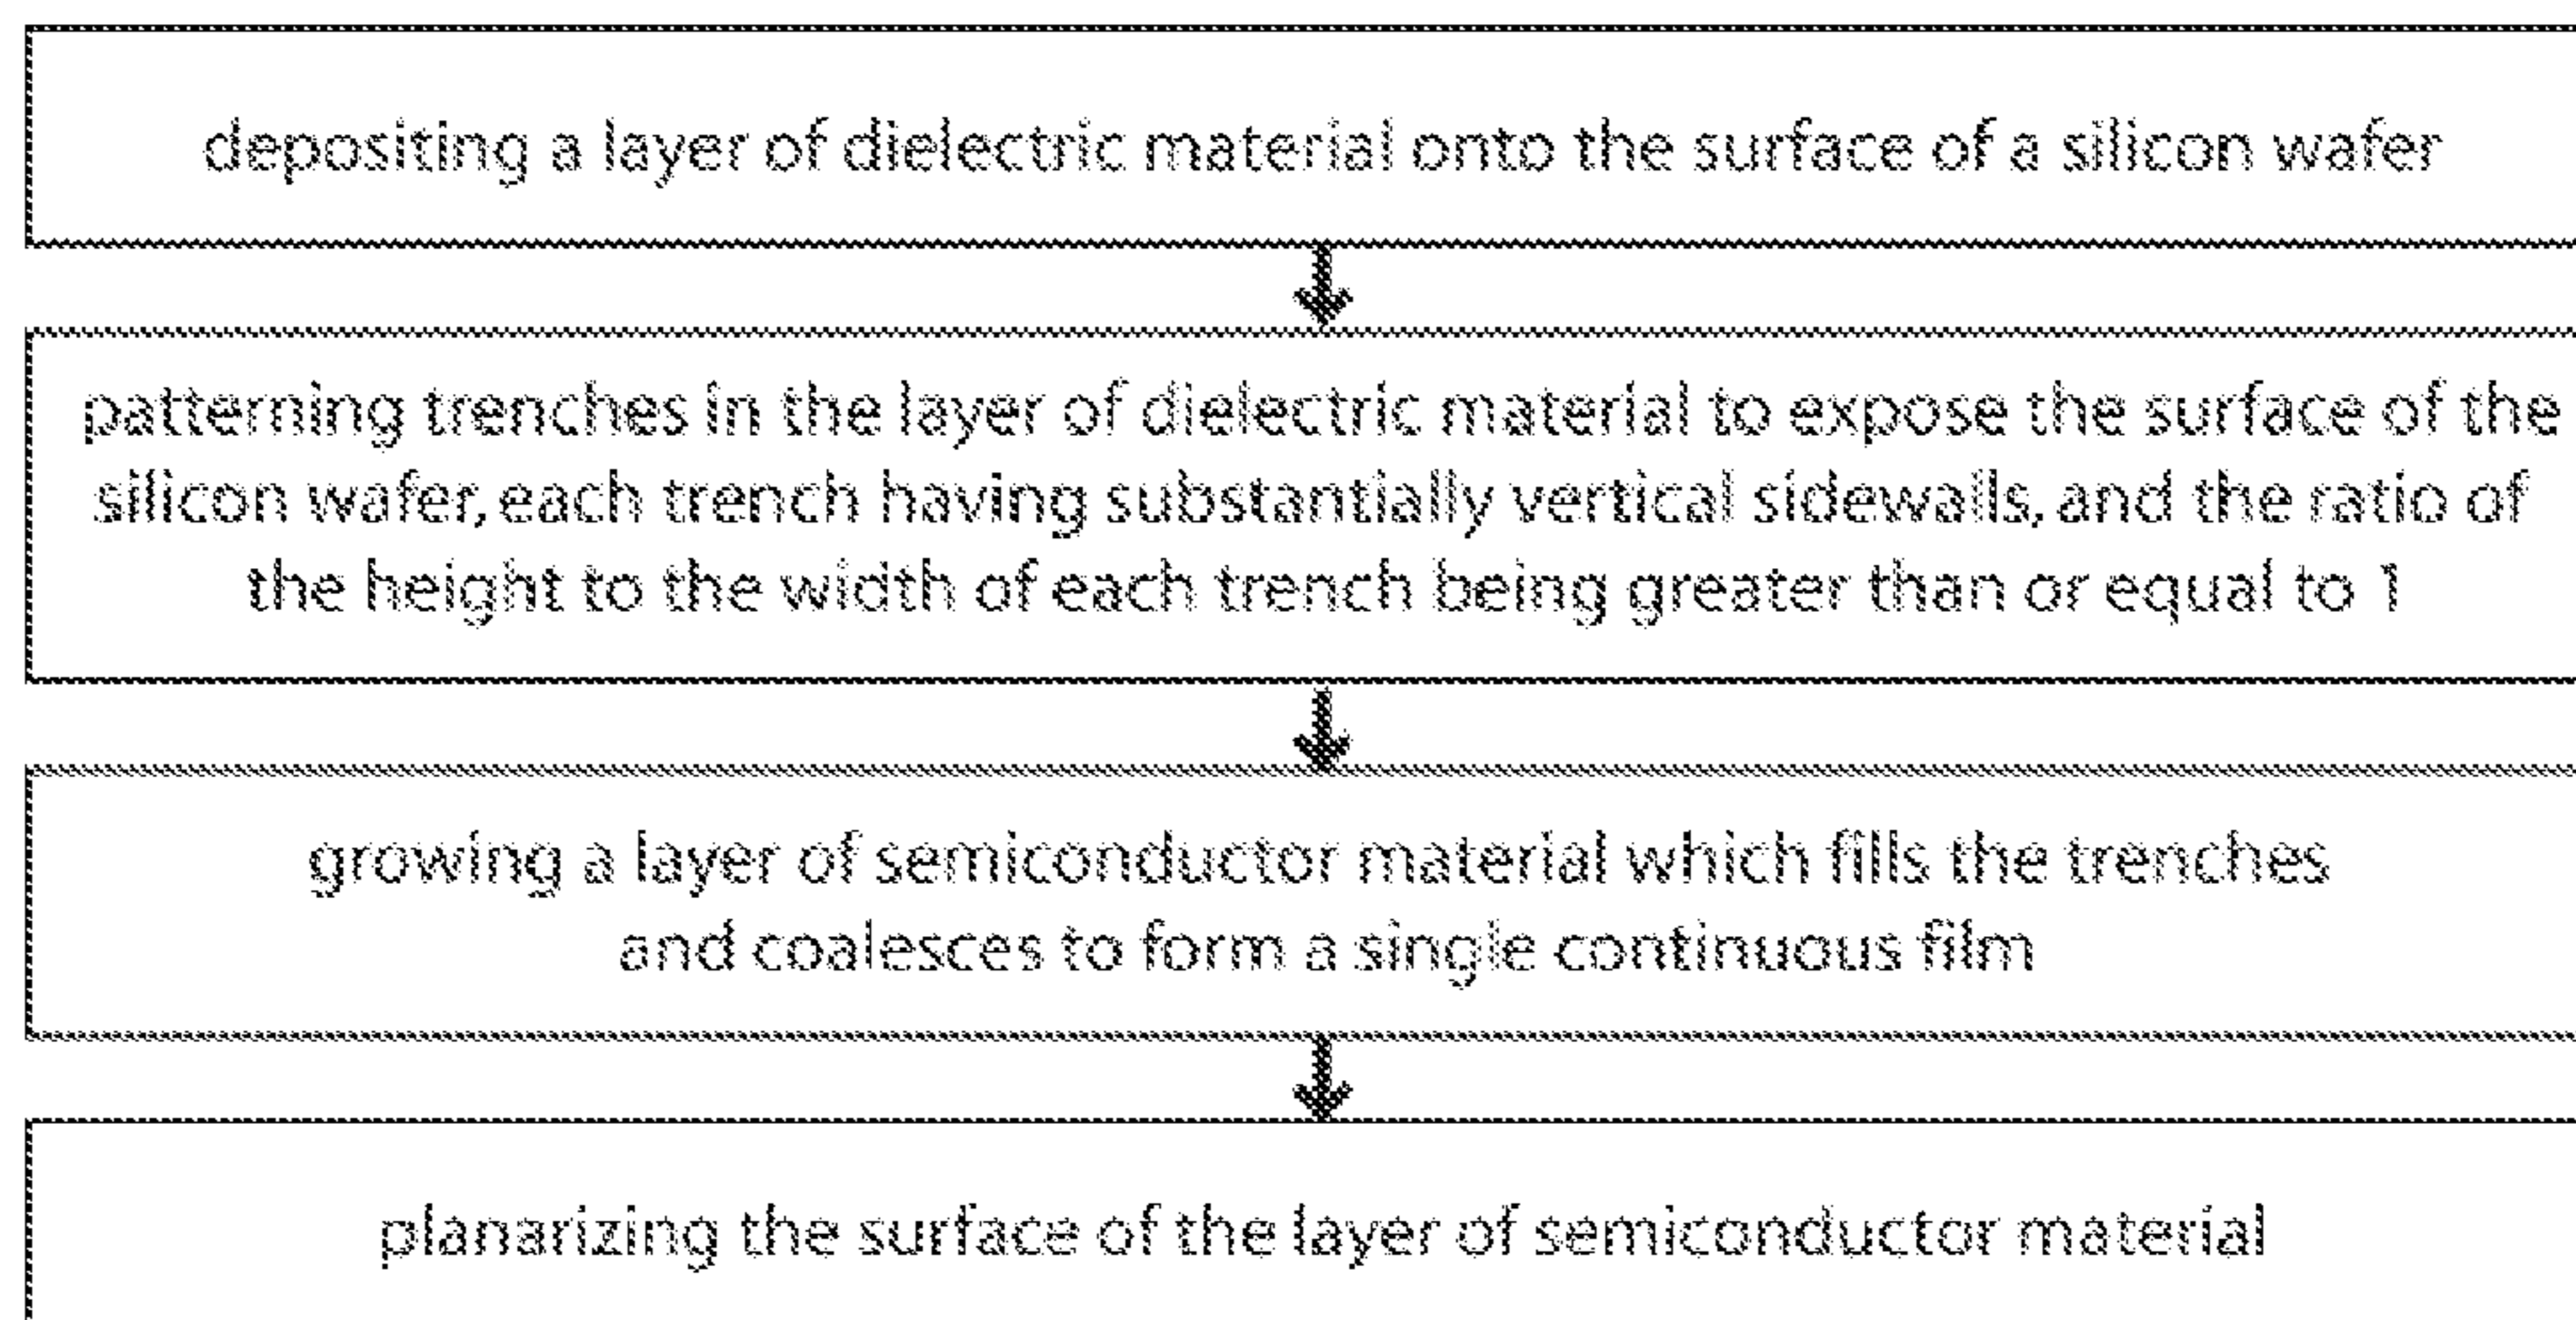 depositing a layer of dielectric material onto the surface of a silicon wafer
patterning trenches in the layer of dielectric material to expose the surface of the
silicon wafer, each trench having substantially vertical sidewalls, and the ratio of
the height to the width of each trench being greater than or equal to 1
growing a layer of semiconductor material which fills the trenches
and coalesces to form a single continuous film
planarizing the surface of the layer of semiconductor material